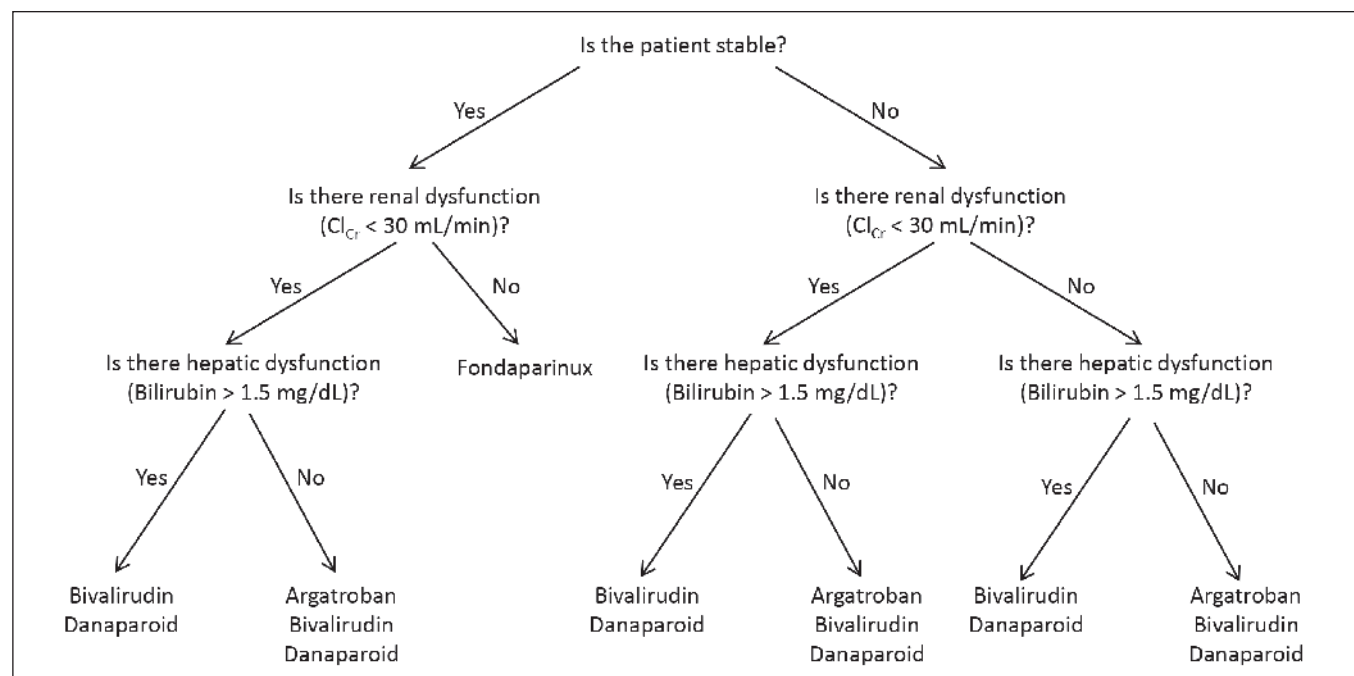 Is the patient stable?
Yes
No
Is there renal dysfunction
(Cl_Cr < 30 mL/min)?
Is there renal dysfunction
(Cl_Cr < 30 mL/min)?
Yes
No
Yes
No
Is there hepatic dysfunction
(Bilirubin > 1.5 mg/dL)?
Fondaparinux
Is there hepatic dysfunction
(Bilirubin > 1.5 mg/dL)?
Is there hepatic dysfunction
(Bilirubin > 1.5 mg/dL)?
Yes
No
Yes
No
Yes
No
Bivalirudin
Danaparoid
Argatroban
Bivalirudin
Danaparoid
Bivalirudin
Danaparoid
Argatroban
Bivalirudin
Danaparoid
Bivalirudin
Danaparoid
Argatroban
Bivalirudin
Danaparoid